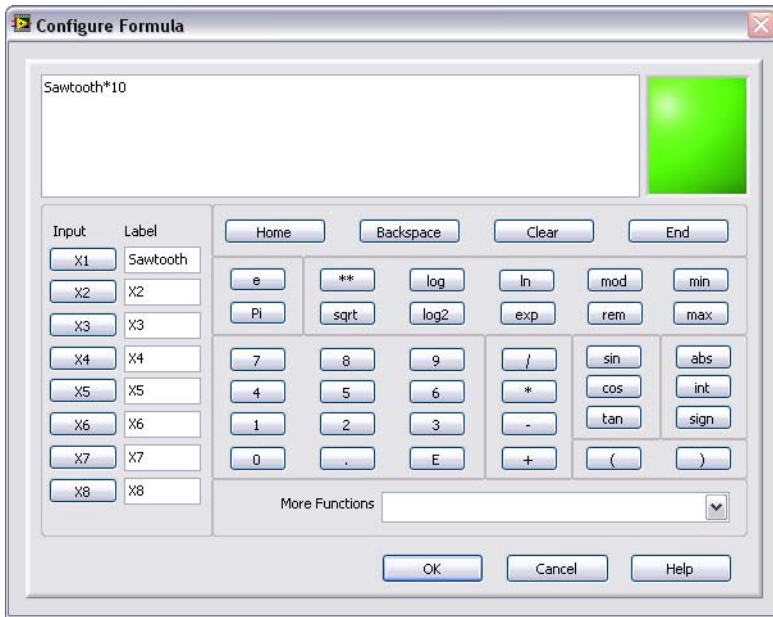 Configure Formula
Sawtooth*10
Input Label
Home Backspace Clear End
X1 Sawtooth
e ** log ln mod min
X2 X2
Pi sqrt log2 exp rem max
X3 X3
X4 X4
7 8 9 / sin abs
X5 X5
4 5 6 * cos int
X6 X6
1 2 3 - tan sign
X7 X7
0 . E + ( )
X8 X8
More Functions
OK Cancel Help